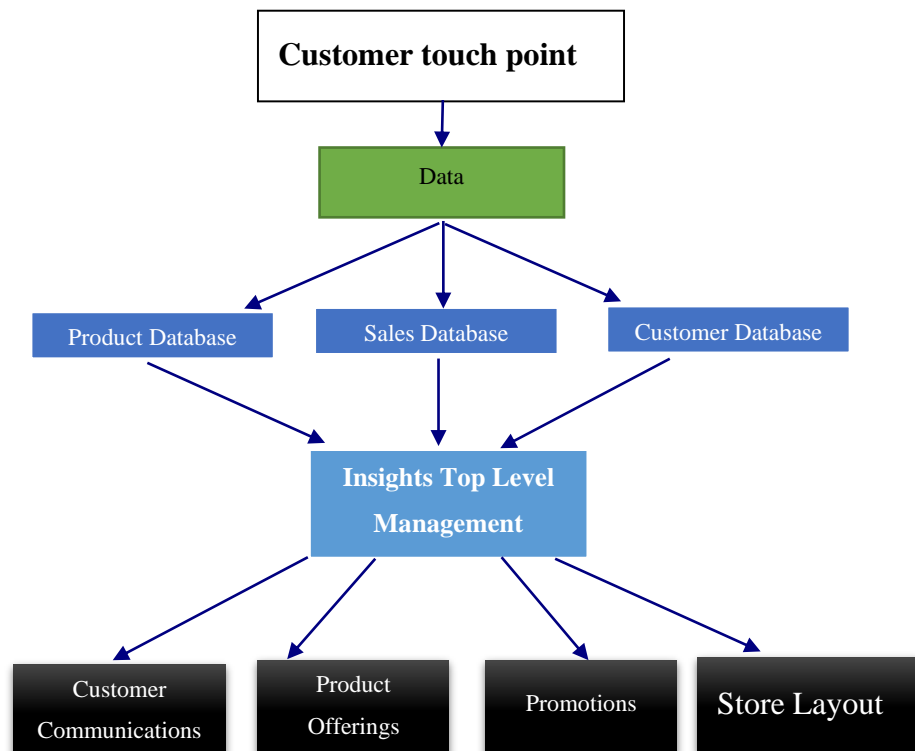 Customer touch point
Data
Product Database
Sales Database
Customer Database
Insights Top Level
Management
Customer
Communications
Product
Offerings
Promotions
Store Layout